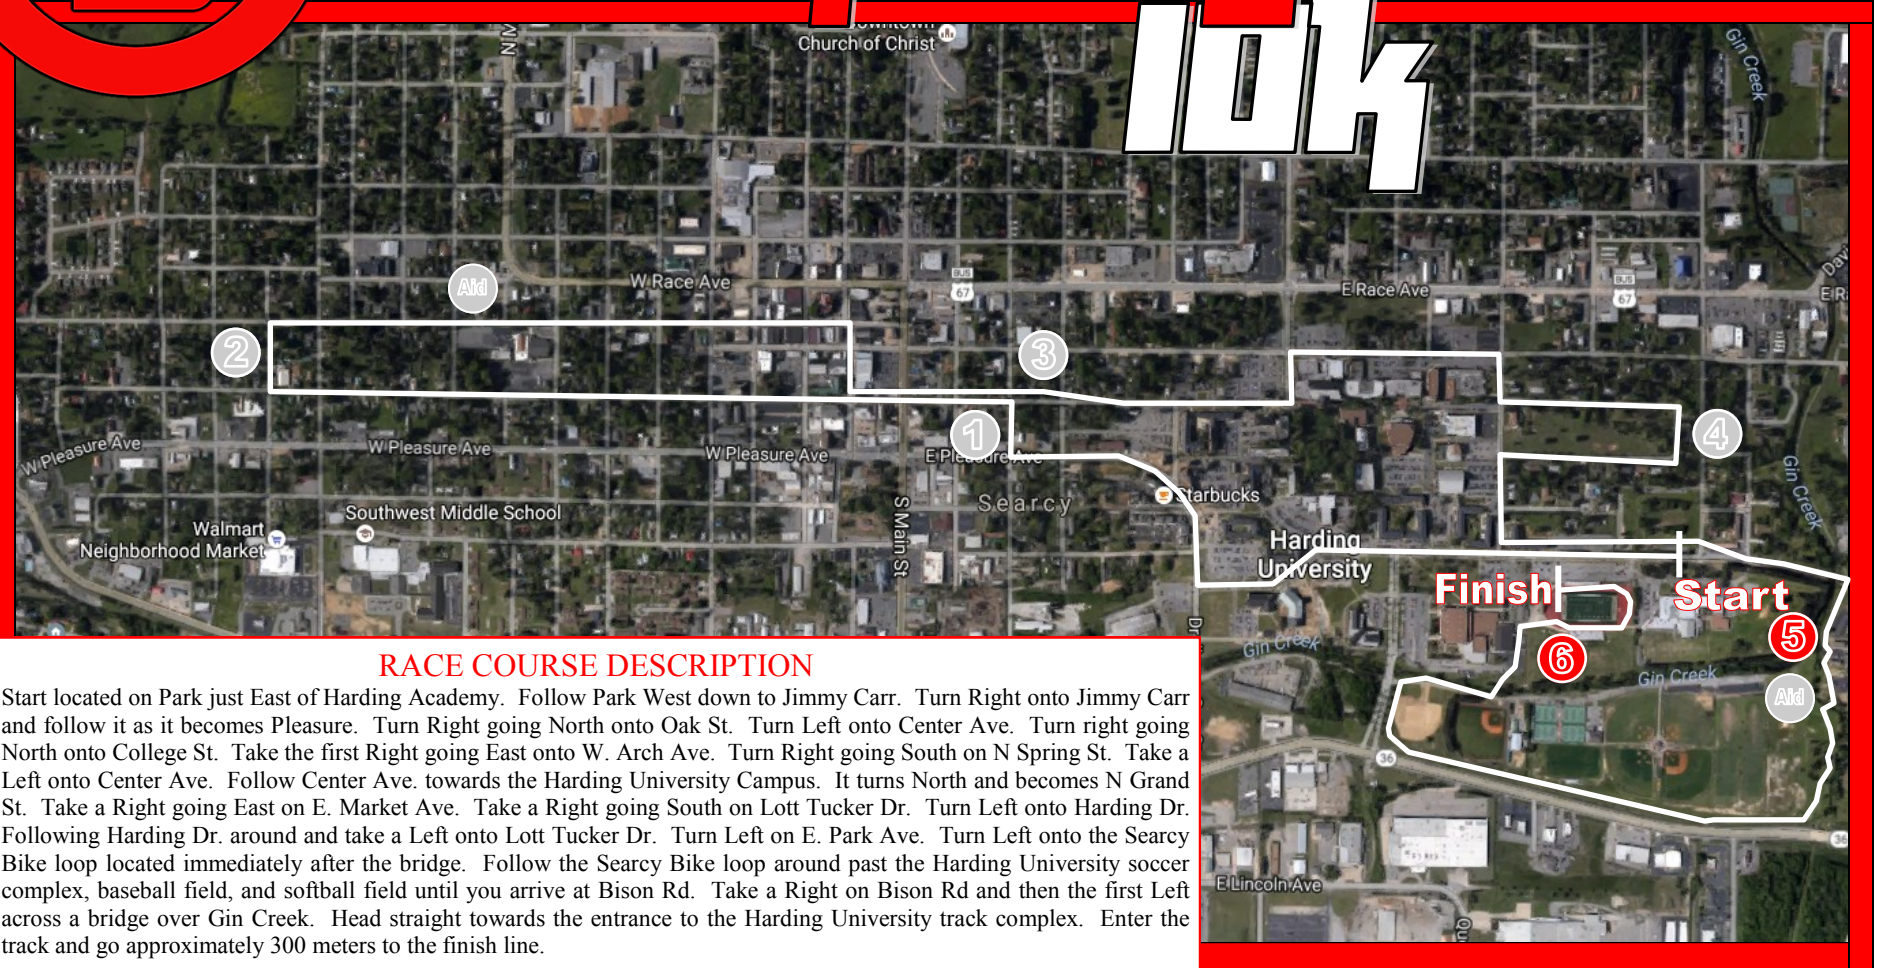 10k
Downtown
Church of Christ
Gin Creek
W Race Ave
BUS
67
E Race Ave
BUS
67
Aid
2
3
1
4
W Pleasure Ave
W Pleasure Ave
W Pleasure Ave
E Pleasure Ave
Gin Creek
Starbucks
Searcy
S Main St
Southwest Middle School
Walmart
Neighborhood Market
Harding
University
Finish
Start
5
6
Gin Creek
Gin Creek
Aid
36
36
E Lincoln Ave
RACE COURSE DESCRIPTION
Start located on Park just East of Harding Academy. Follow Park West down to Jimmy Carr. Turn Right onto Jimmy Carr
and follow it as it becomes Pleasure. Turn Right going North onto Oak St. Turn Left onto Center Ave. Turn right going
North onto College St. Take the first Right going East onto W. Arch Ave. Turn Right going South on N Spring St. Take a
Left onto Center Ave. Follow Center Ave. towards the Harding University Campus. It turns North and becomes N Grand
St. Take a Right going East on E. Market Ave. Take a Right going South on Lott Tucker Dr. Turn Left onto Harding Dr.
Following Harding Dr. around and take a Left onto Lott Tucker Dr. Turn Left on E. Park Ave. Turn Left onto the Searcy
Bike loop located immediately after the bridge. Follow the Searcy Bike loop around past the Harding University soccer
complex, baseball field, and softball field until you arrive at Bison Rd. Take a Right on Bison Rd and then the first Left
across a bridge over Gin Creek. Head straight towards the entrance to the Harding University track complex. Enter the
track and go approximately 300 meters to the finish line.